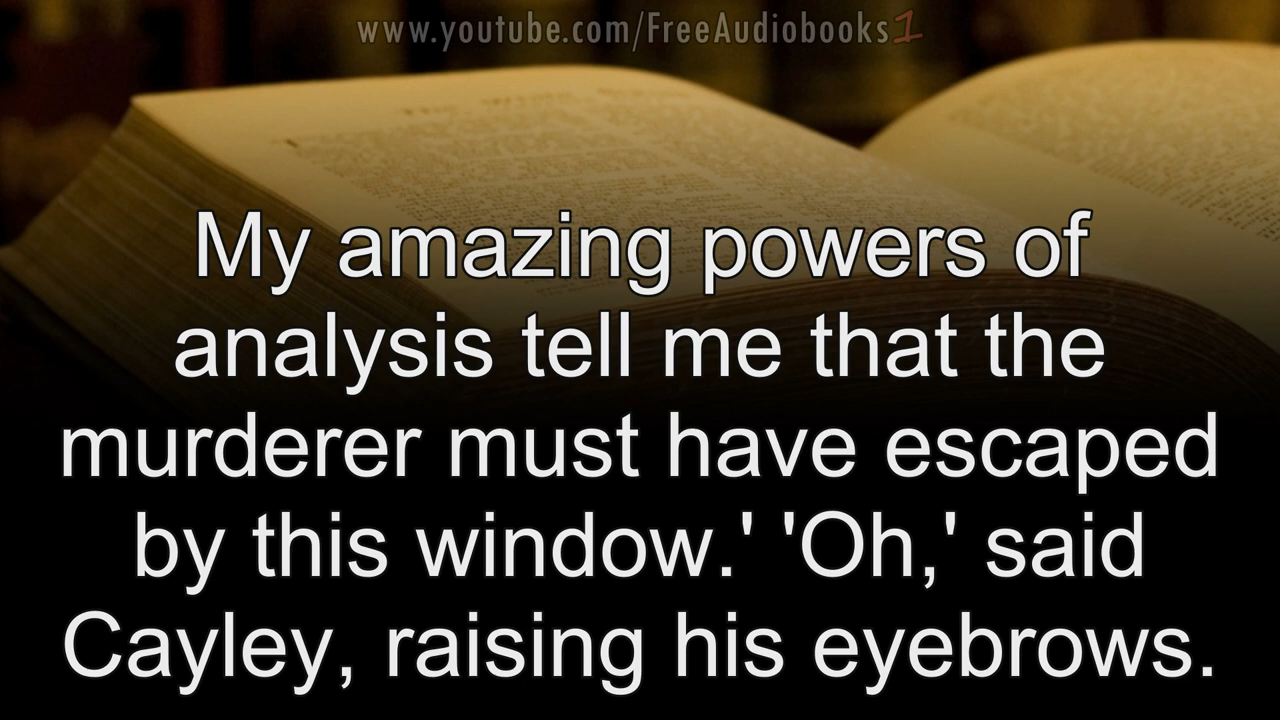 www.youtube.com/FreeAudiobooks1
My amazing powers of
analysis tell me that the
murderer must have escaped
by this window.' 'Oh,' said
Cayley, raising his eyebrows.